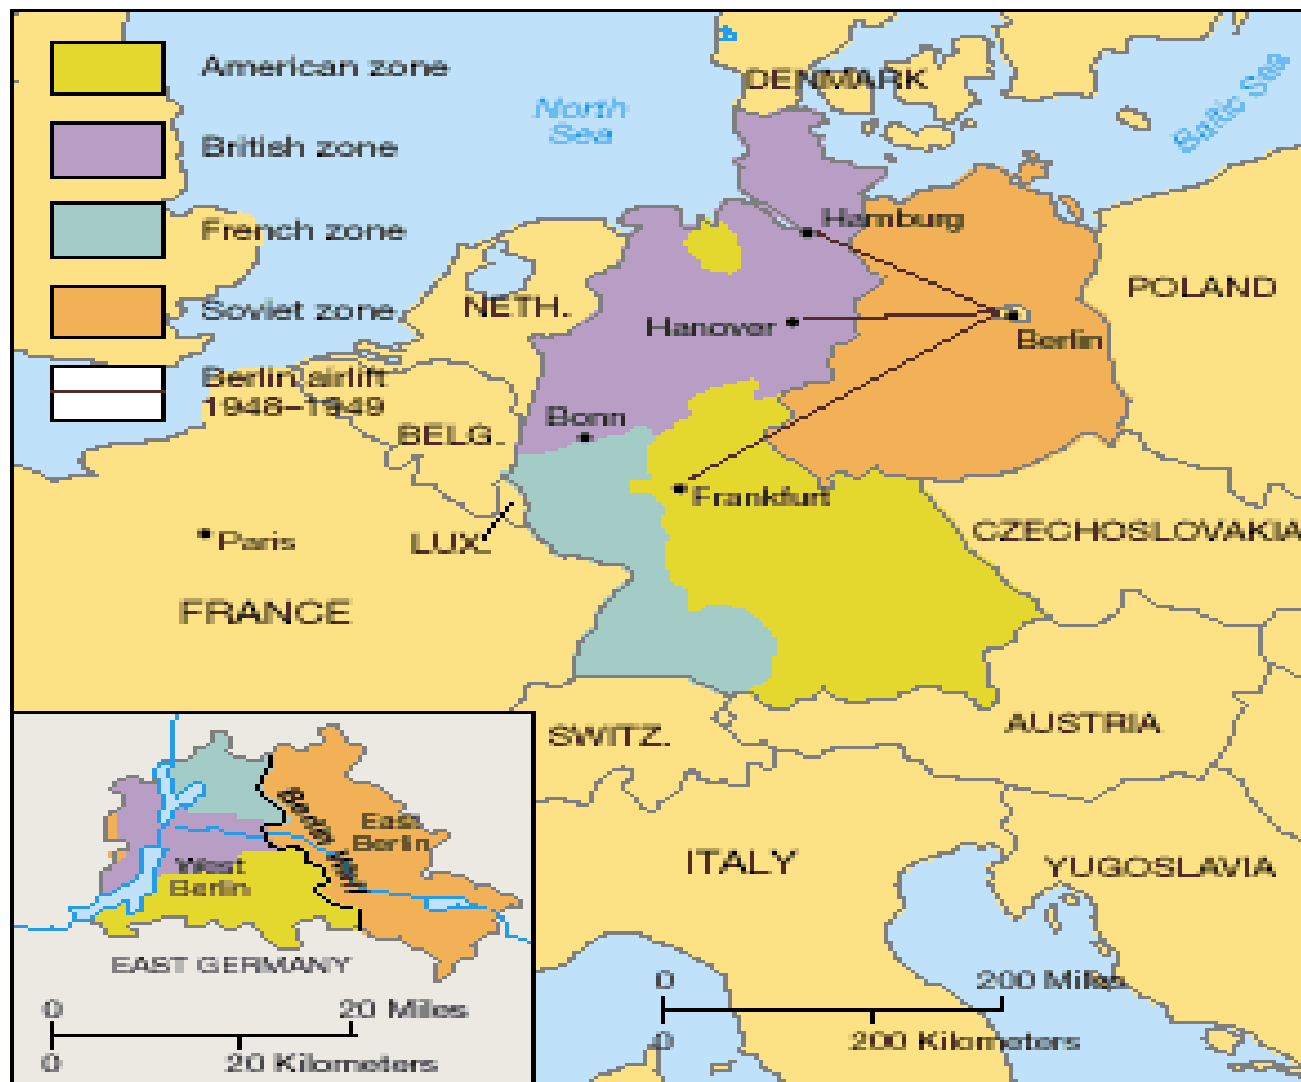 American zone
British zone
French zone
Soviet zone
Berlin airlift
1948–1949
North
Sea
DENMARK
Baltic Sea
Hamburg
NETH.
Hanover
POLAND
Berlin
Bonn
BELG.
Frankfurt
LUX.
CZECHOSLOVAKIA
Paris
FRANCE
SWITZ.
AUSTRIA
ITALY
YUGOSLAVIA
0 200 Miles
0 200 Kilometers
Berlin Wall
East
Berlin
West
Berlin
EAST GERMANY
0 20 Miles
0 20 Kilometers